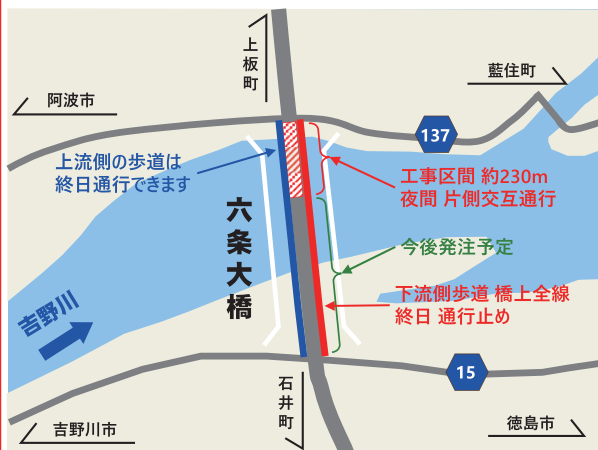 上板町
藍住町
阿波市
137
上流側の歩道は
終日通行できます
工事区間 約230m
夜間 片側交互通行
六条大橋
今後発注予定
下流側歩道 橋上全線
終日 通行止め
吉野川
15
石井町
吉野川市
徳島市